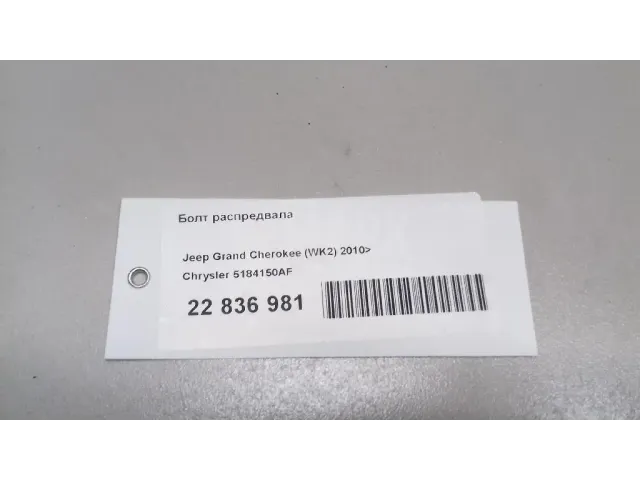 Болт распредвала
Jeep Grand Cherokee (WK2) 2010>
Chrysler 5184150AF
22 836 981